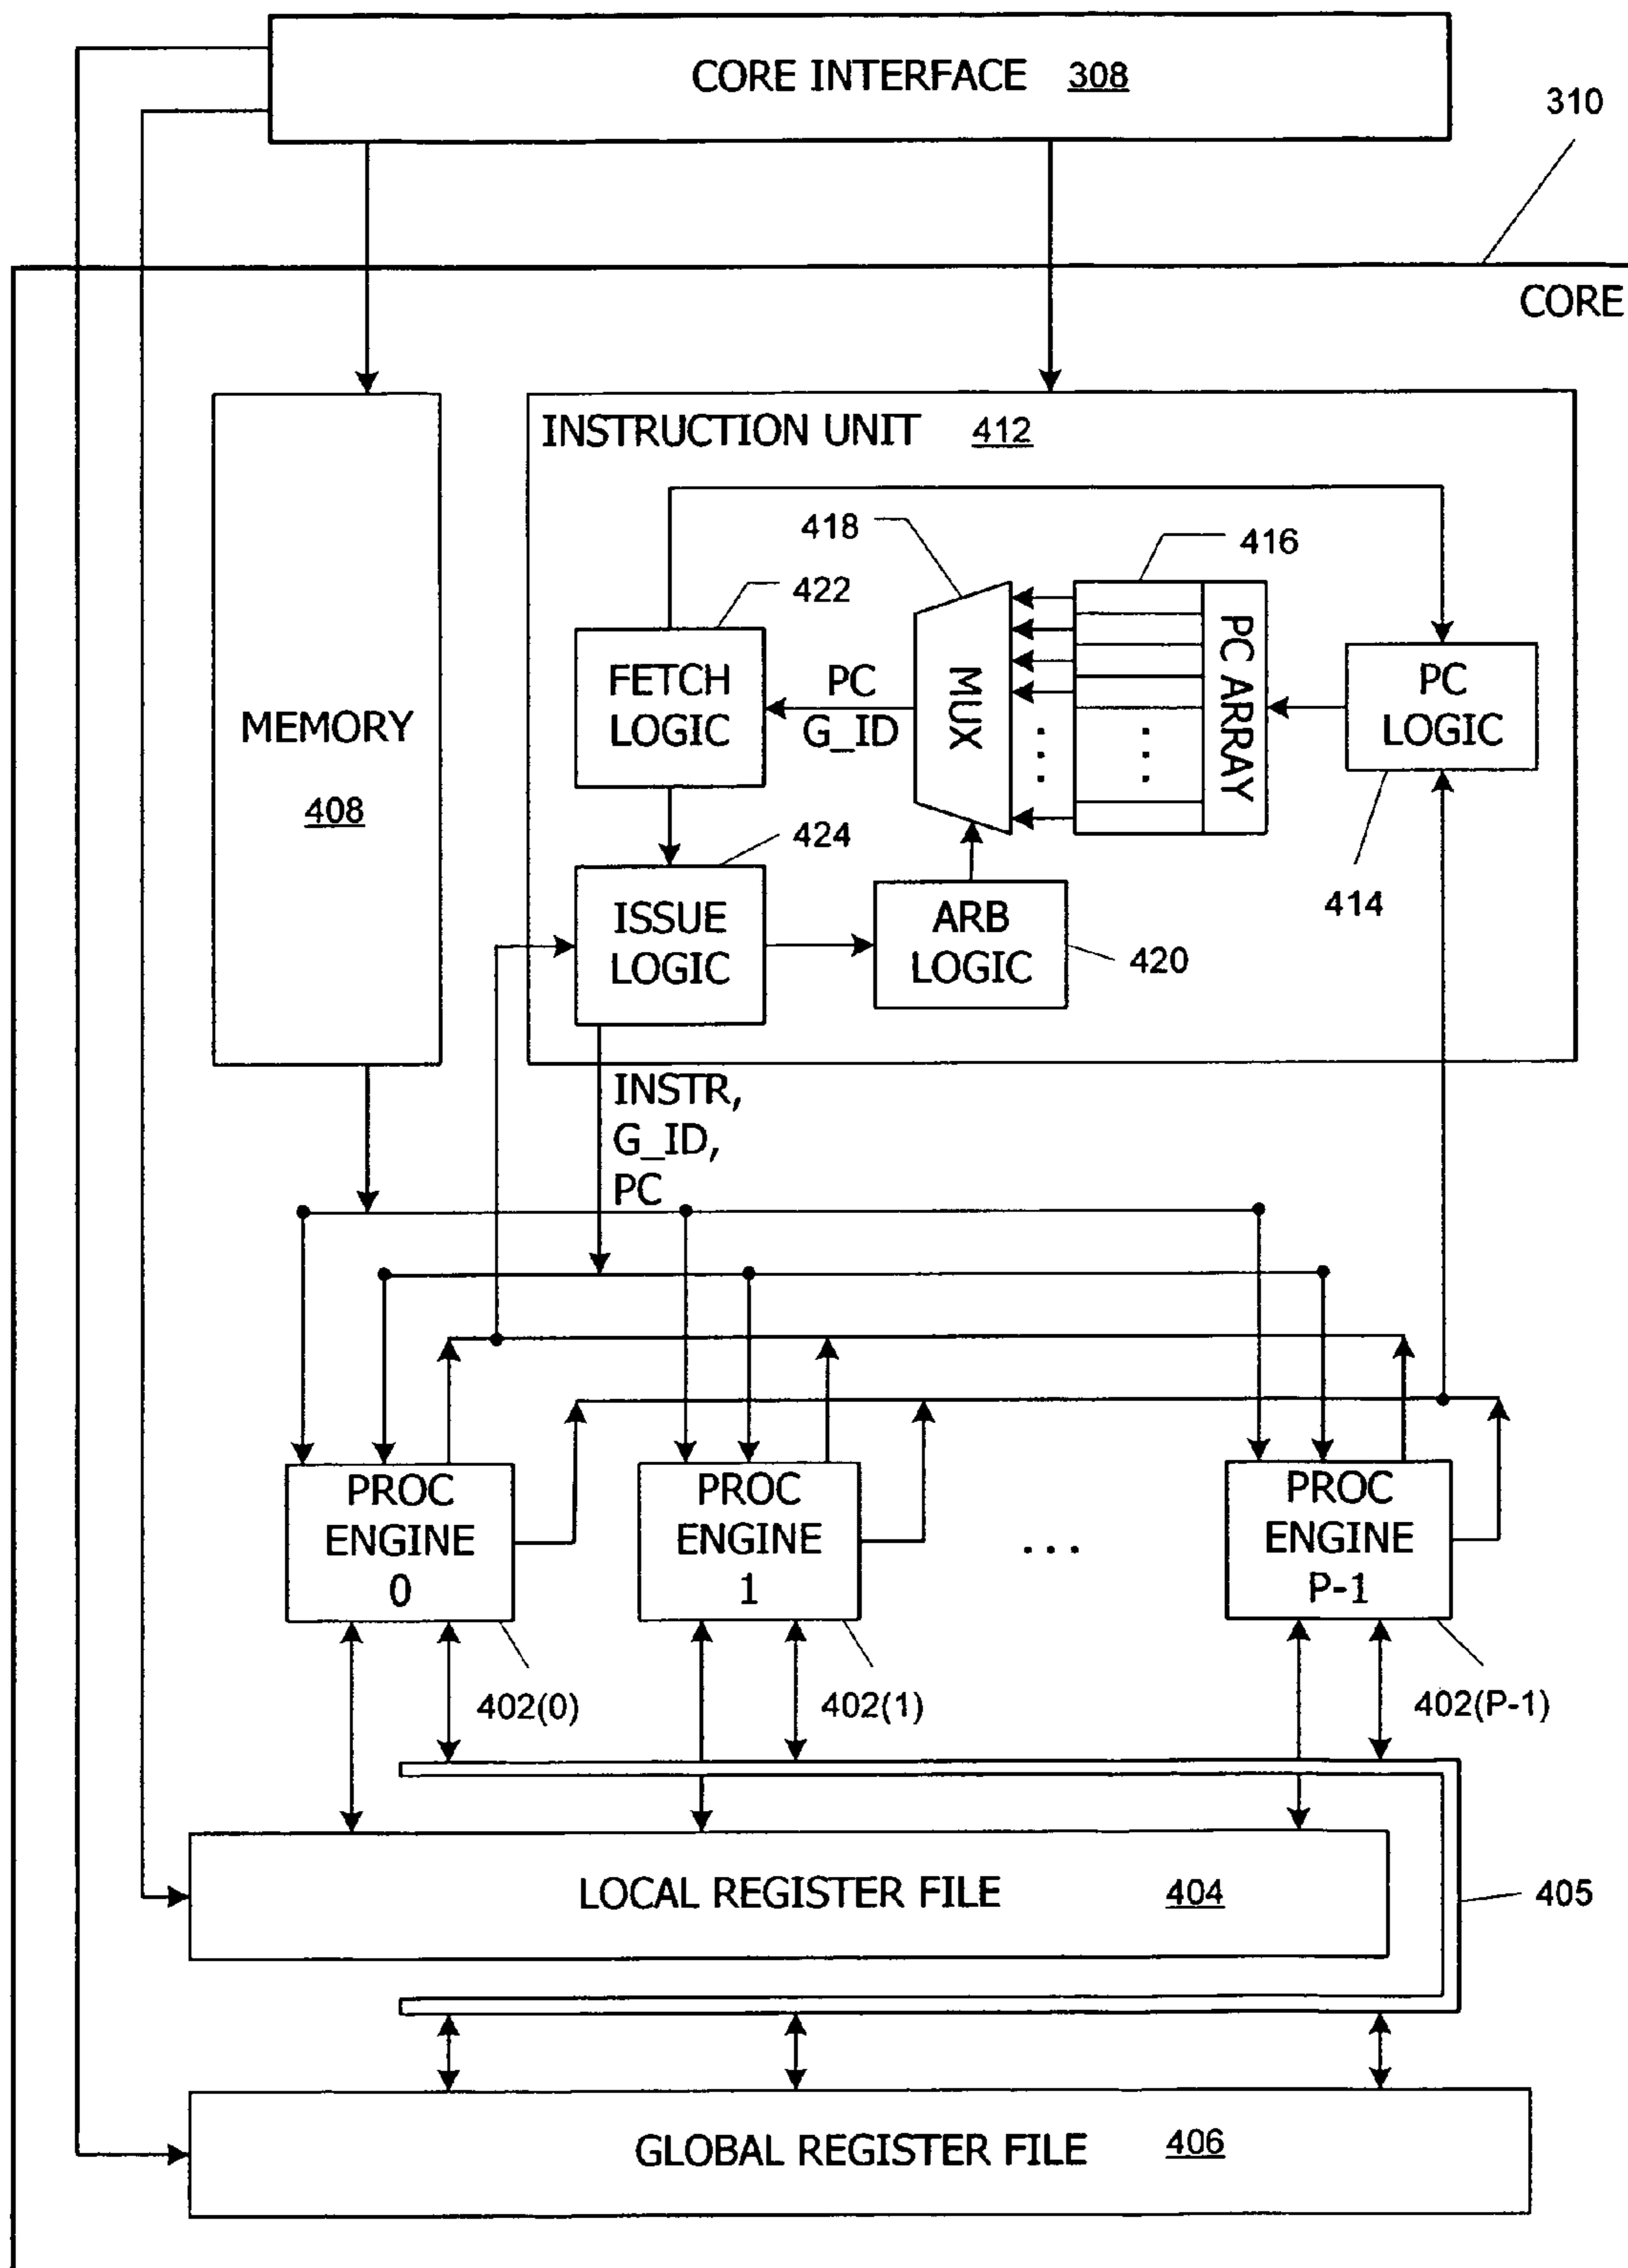 CORE INTERFACE 308
310
CORE
INSTRUCTION UNIT 412
418
416
422
FETCH
LOGIC
PC
G_ID
MUX
PC ARRAY
PC
LOGIC
MEMORY
408
424
414
ISSUE
LOGIC
ARB
LOGIC
420
INSTR,
G_ID,
PC
PROC
ENGINE
0
PROC
ENGINE
1
...
PROC
ENGINE
P-1
402(0)
402(1)
402(P-1)
LOCAL REGISTER FILE 404
405
GLOBAL REGISTER FILE 406